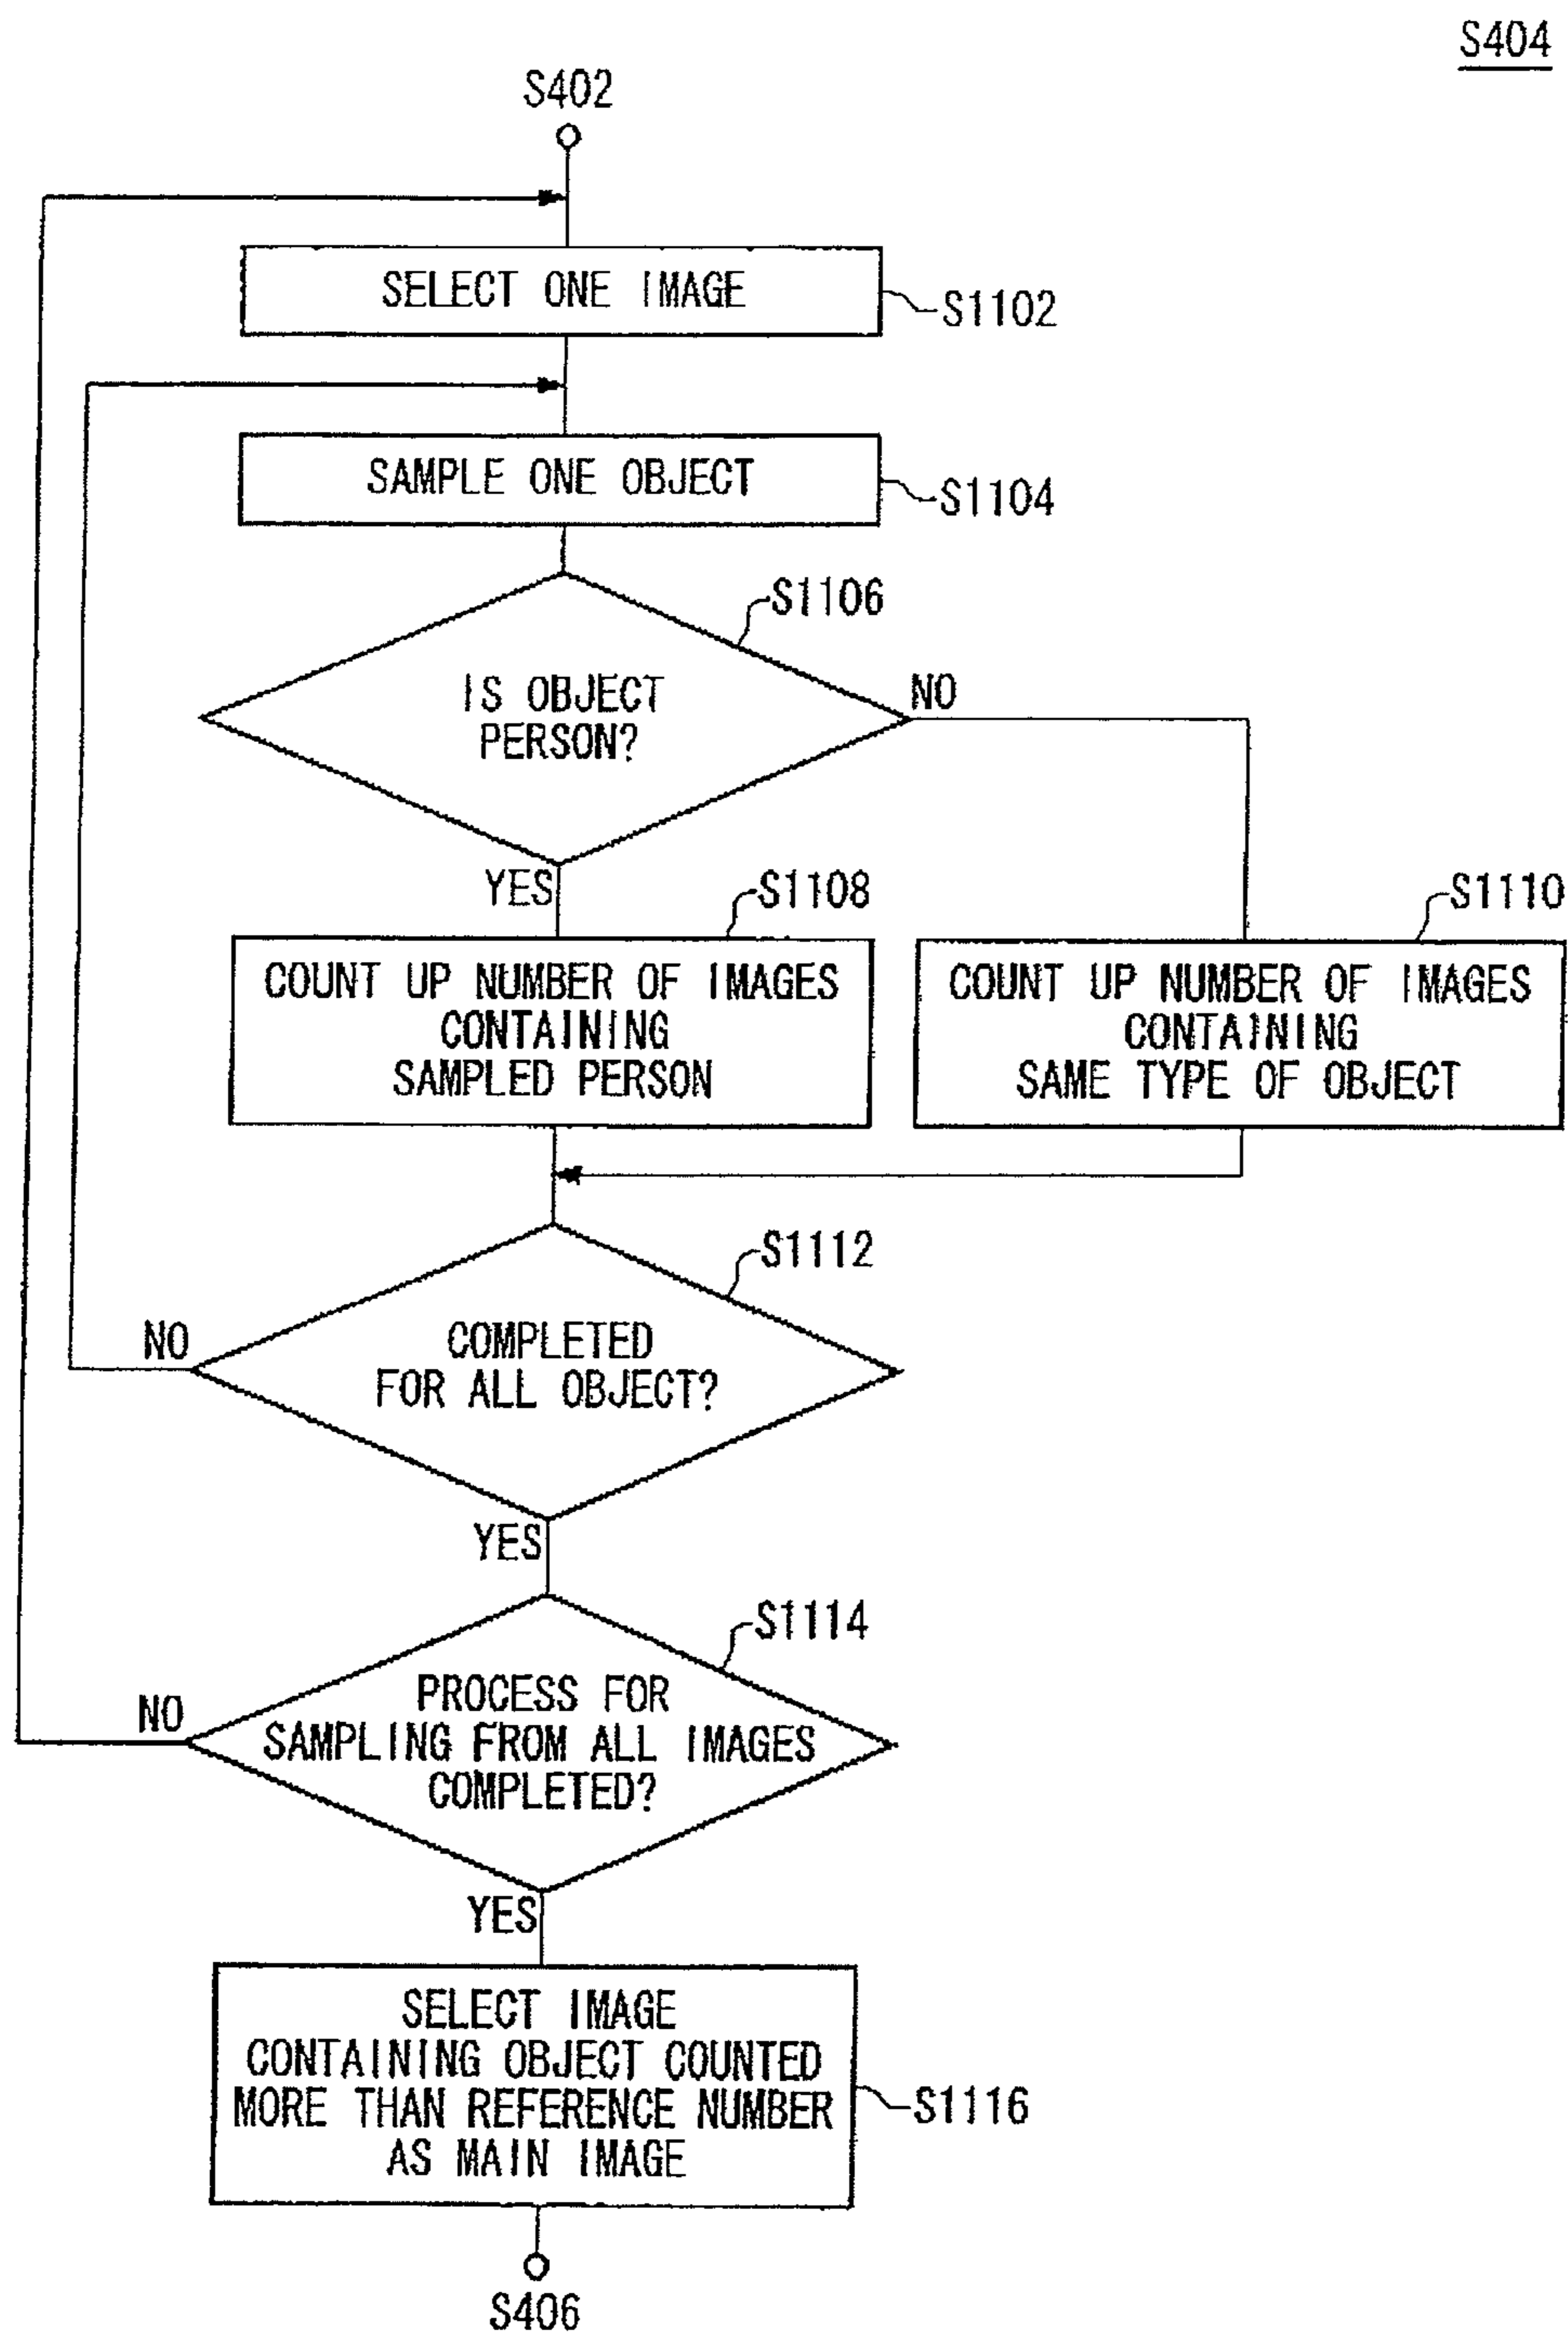 S404
S402
SELECT ONE IMAGE
S1102
SAMPLE ONE OBJECT
S1104
S1106
IS OBJECT
PERSON?
NO
YES
S1108
COUNT UP NUMBER OF IMAGES
CONTAINING
SAMPLED PERSON
S1110
COUNT UP NUMBER OF IMAGES
CONTAINING
SAME TYPE OF OBJECT
S1112
COMPLETED
FOR ALL OBJECT?
NO
YES
S1114
PROCESS FOR
SAMPLING FROM ALL IMAGES
COMPLETED?
NO
YES
SELECT IMAGE
CONTAINING OBJECT COUNTED
MORE THAN REFERENCE NUMBER
AS MAIN IMAGE
S1116
S406